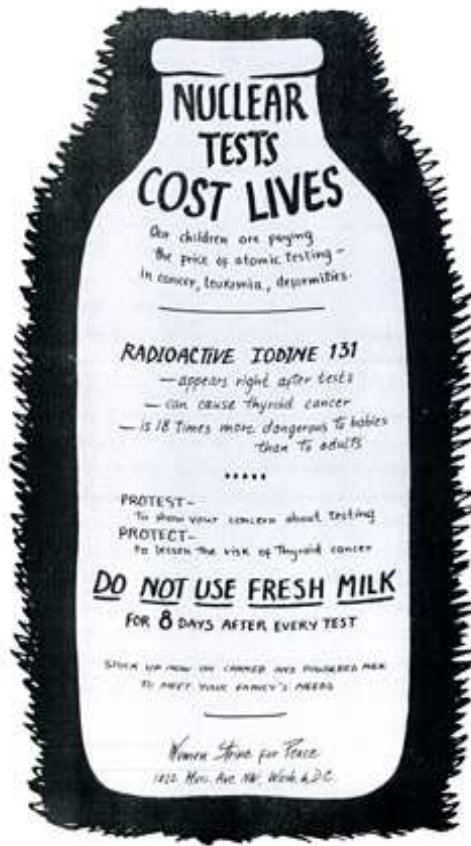 NUCLEAR
TESTS
COST LIVES
Our children are paying
the price of atomic testing -
in cancer, leukemia, deformities.
RADIOACTIVE IODINE 131
- appears right after tests
- can cause Thyroid cancer
- is 18 Times more dangerous to babies
than to adults
PROTEST-
To show your concern about testing
PROTECT-
To lessen the risk of Thyroid cancer
DO NOT USE FRESH MILK
FOR 8 DAYS AFTER EVERY TEST
STOCK UP NOW ON CANNED AND POWDERED MILK
TO MEET YOUR FAMILY'S NEEDS
Women Strike for Peace
Mass. Ave NW, Wash. D.C.